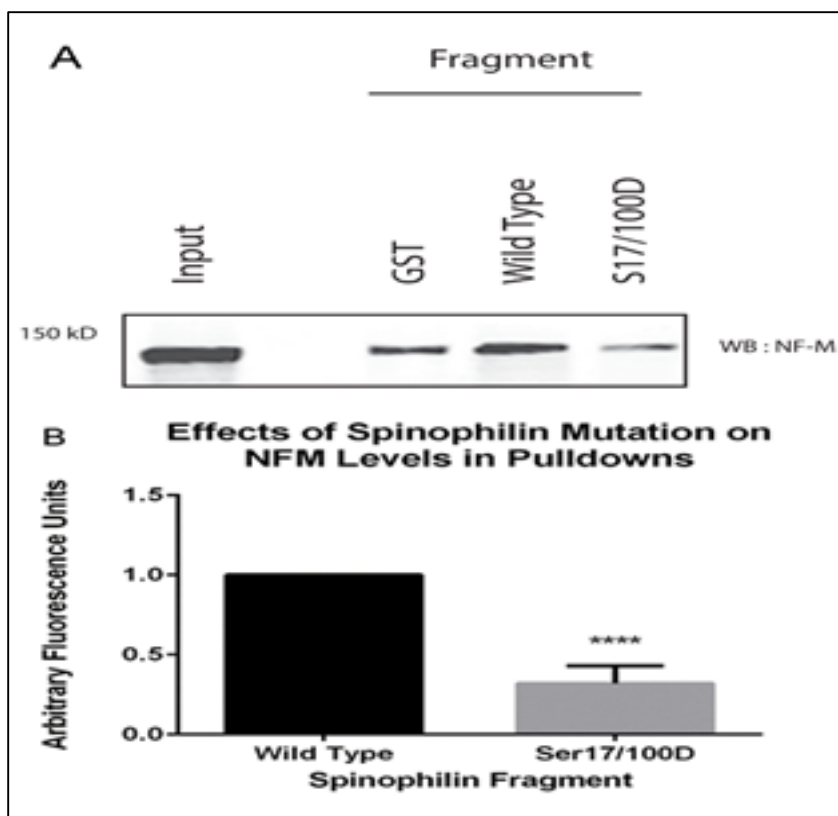 A
Fragment
Input
GST
Wild Type
S17/100D
150 kD
WB : NF-M
B
Effects of Spinophilin Mutation on
NFM Levels in Pulldowns
Arbitrary Fluorescence Units
1.5
1.0
0.5
0.0
****
Wild Type
Ser17/100D
Spinophilin Fragment